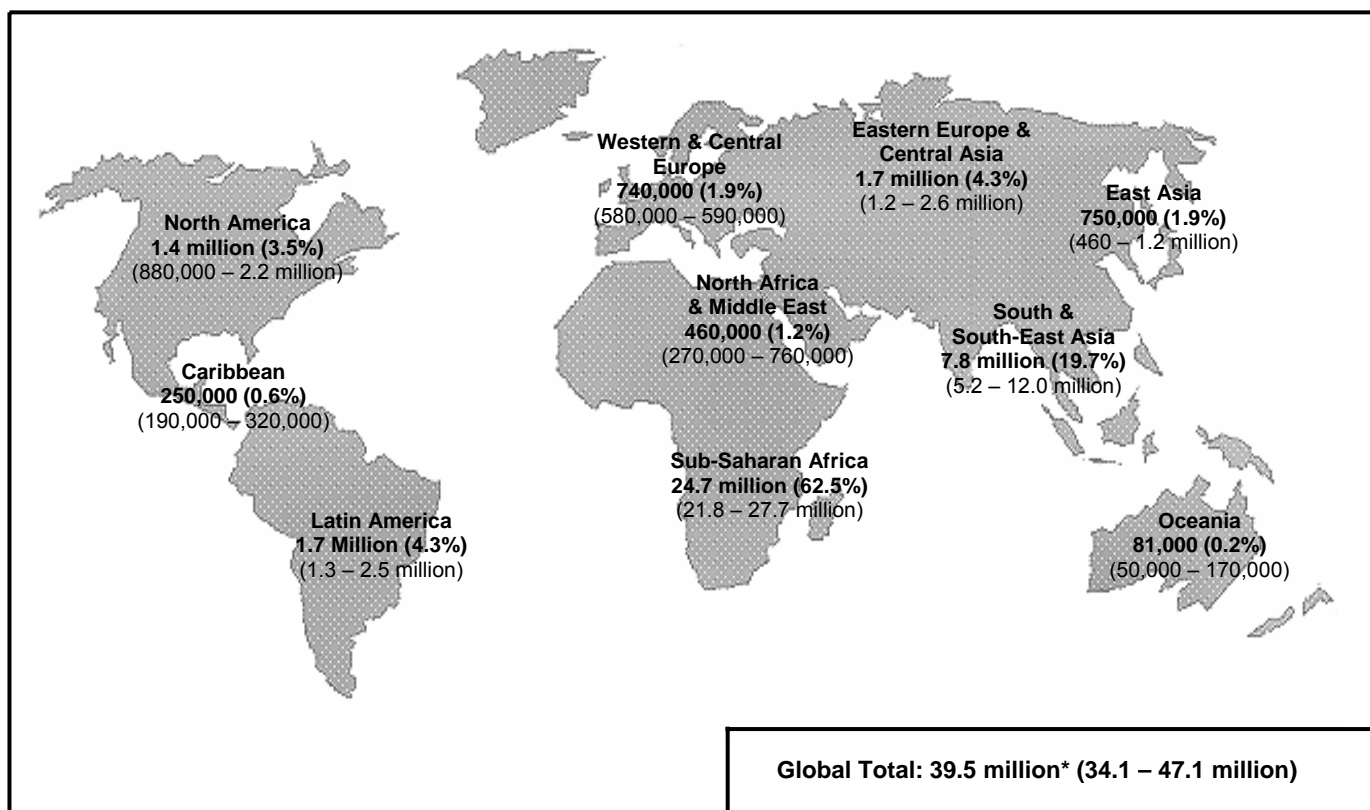 Western & Central
Europe
740,000 (1.9%)
(580,000 – 590,000)
Eastern Europe &
Central Asia
1.7 million (4.3%)
(1.2 – 2.6 million)
East Asia
750,000 (1.9%)
(460 – 1.2 million)
North America
1.4 million (3.5%)
(880,000 – 2.2 million)
North Africa
& Middle East
460,000 (1.2%)
(270,000 – 760,000)
South &
South-East Asia
7.8 million (19.7%)
(5.2 – 12.0 million)
Caribbean
250,000 (0.6%)
(190,000 – 320,000)
Sub-Saharan Africa
24.7 million (62.5%)
(21.8 – 27.7 million)
Latin America
1.7 Million (4.3%)
(1.3 – 2.5 million)
Oceania
81,000 (0.2%)
(50,000 – 170,000)
Global Total: 39.5 million* (34.1 – 47.1 million)